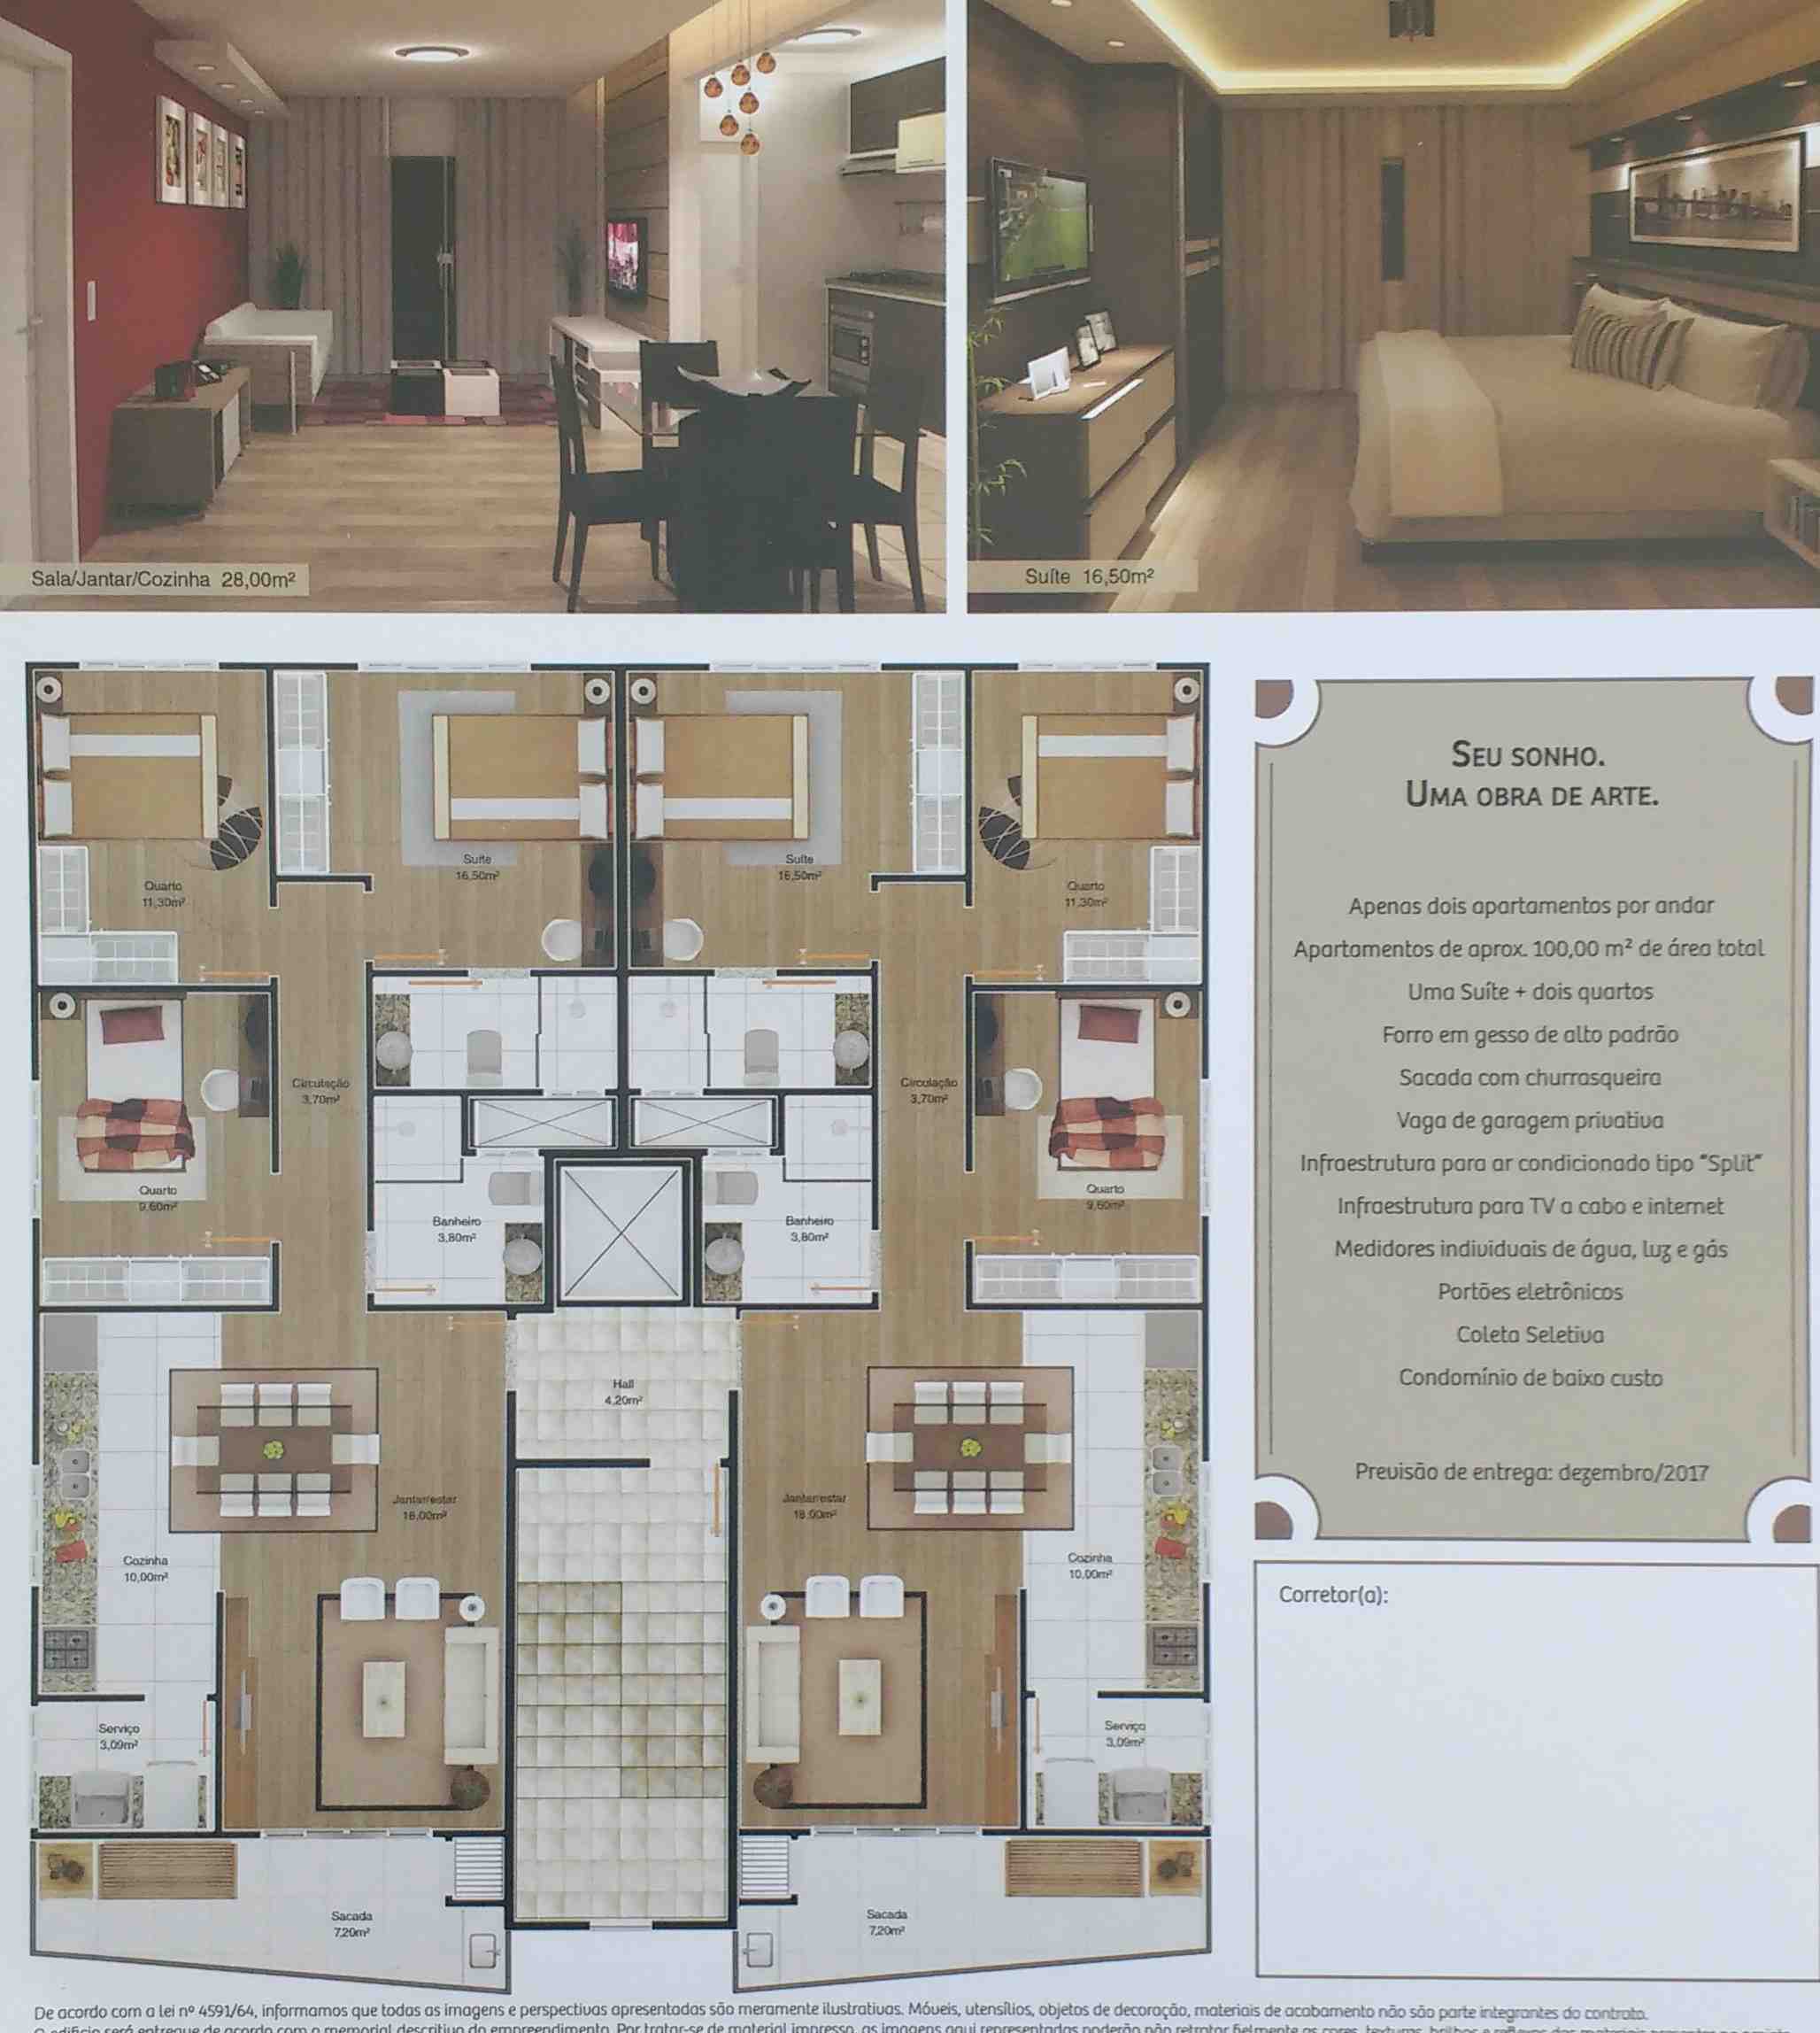 Sala/Jantar/Cozinha 28,00m²
Suíte 16,50m²
Suíte
16,50m²
Suíte
16,50m²
Quarto
11,30m²
Quarto
11,30m²
Circulação
3,70m²
Circulação
3,70m²
Quarto
9,60m²
Quarto
9,60m²
Banheiro
3,80m²
Banheiro
3,80m²
Hall
4,20m²
Jantar/estar
18,00m²
Jantar/estar
18,00m²
Cozinha
10,00m²
Cozinha
10,00m²
Serviço
3,09m²
Serviço
3,09m²
Sacada
7,20m²
Sacada
7,20m²
SEU SONHO.
UMA OBRA DE ARTE.
Apenas dois apartamentos por andar
Apartamentos de aprox. 100,00 m² de área total
Uma Suíte + dois quartos
Forro em gesso de alto padrão
Sacada com churrasqueira
Vaga de garagem privativa
Infraestrutura para ar condicionado tipo "Split"
Infraestrutura para TV a cabo e internet
Medidores individuais de água, luz e gás
Portões eletrônicos
Coleta Seletiva
Condomínio de baixo custo
Previsão de entrega: dezembro/2017
Corretor(a):
De acordo com a lei nº 4591/64, informamos que todas as imagens e perspectivas apresentadas são meramente ilustrativas. Móveis, utensílios, objetos de decoração, materiais de acabamento não são parte integrantes do contrato.
O edifício será entregue de acordo com o memorial descritivo do empreendimento. Por tratar-se de material impresso, as imagens aqui representadas poderão não retratar fielmente as cores, texturas, brilhos e reflexos dos materiais